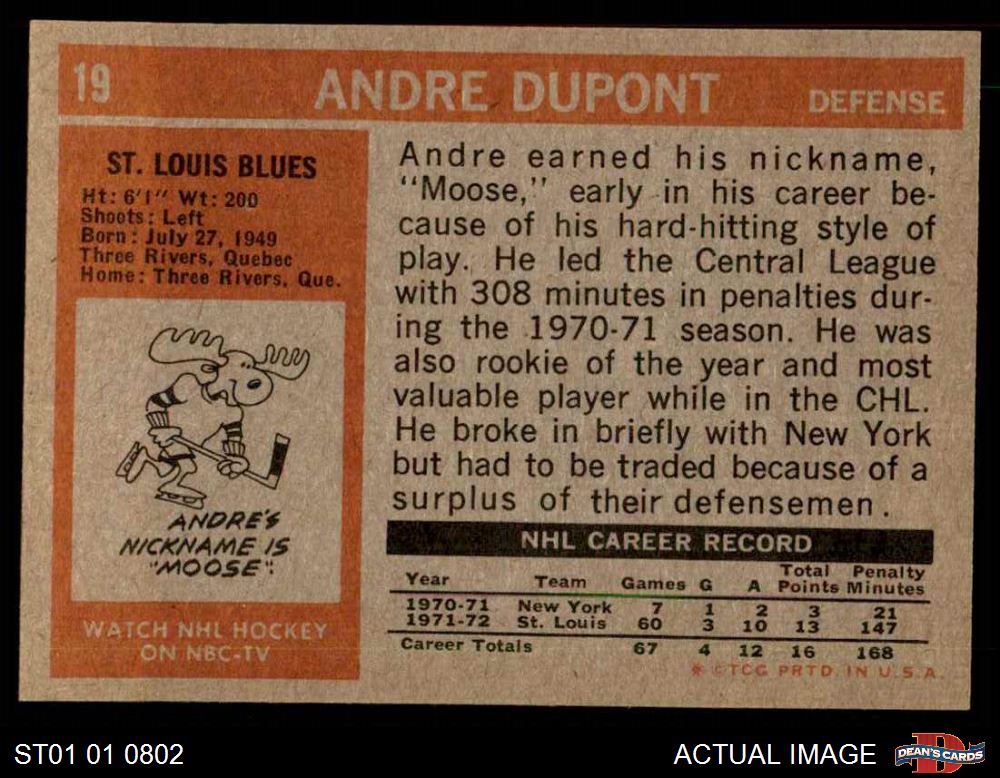 19
ANDRE DUPONT
DEFENSE
ST. LOUIS BLUES
Ht: 6'1" Wt: 200
Shoots: Left
Born: July 27, 1949
Three Rivers, Quebec
Home: Three Rivers, Que.
ANDRE'S
NICKNAME IS
"MOOSE".
WATCH NHL HOCKEY
ON NBC-TV
Andre earned his nickname,
"Moose," early in his career be-
cause of his hard-hitting style of
play. He led the Central League
with 308 minutes in penalties dur-
ing the 1970-71 season. He was
also rookie of the year and most
valuable player while in the CHL.
He broke in briefly with New York
but had to be traded because of a
surplus of their defensemen.
NHL CAREER RECORD
Year Team Games G A Total Points Penalty Minutes
1970-71 New York 7 1 2 3 21
1971-72 St. Louis 60 3 10 13 147
Career Totals 67 4 12 16 168
* ©TCG PRTD. IN U.S.A.
ST01 01 0802
ACTUAL IMAGE
DEAN'S CARDS